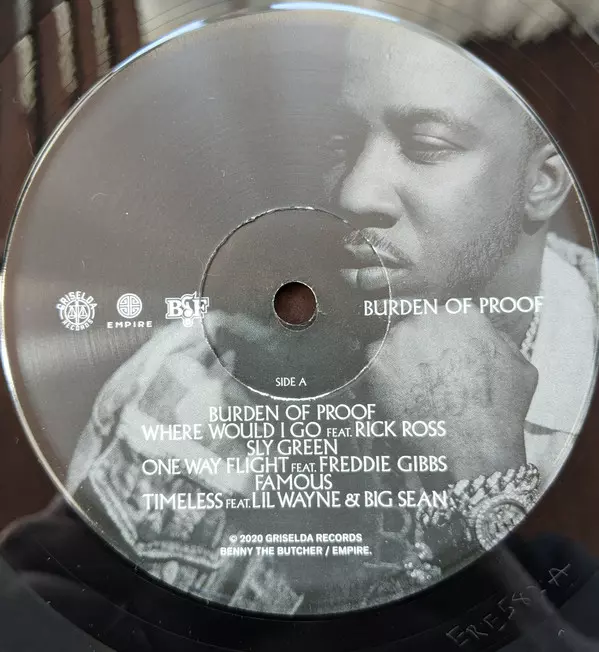 GRISELDA
RECORDS
EMPIRE
BSF
BURDEN OF PROOF
SIDE A
BURDEN OF PROOF
WHERE WOULD I GO FEAT. RICK ROSS
SLY GREEN
ONE WAY FLIGHT FEAT. FREDDIE GIBBS
FAMOUS
TIMELESS FEAT. LIL WAYNE & BIG SEAN
© 2020 GRISELDA RECORDS
BENNY THE BUTCHER / EMPIRE.